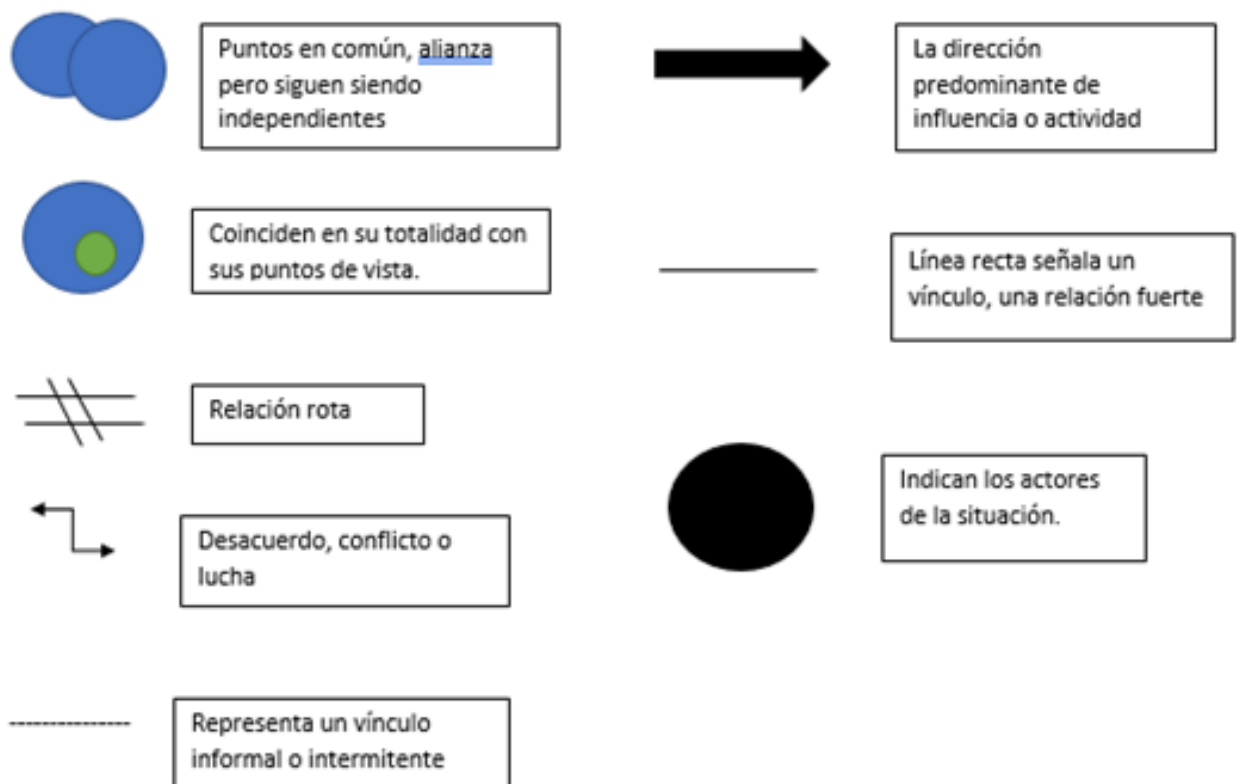 Puntos en común, alianza
pero siguen siendo
independientes
La dirección
predominante de
influencia o actividad
Coinciden en su totalidad con
sus puntos de vista.
Línea recta señala un
vínculo, una relación fuerte
Relación rota
Indican los actores
de la situación.
Desacuerdo, conflicto o
lucha
Representa un vínculo
informal o intermitente